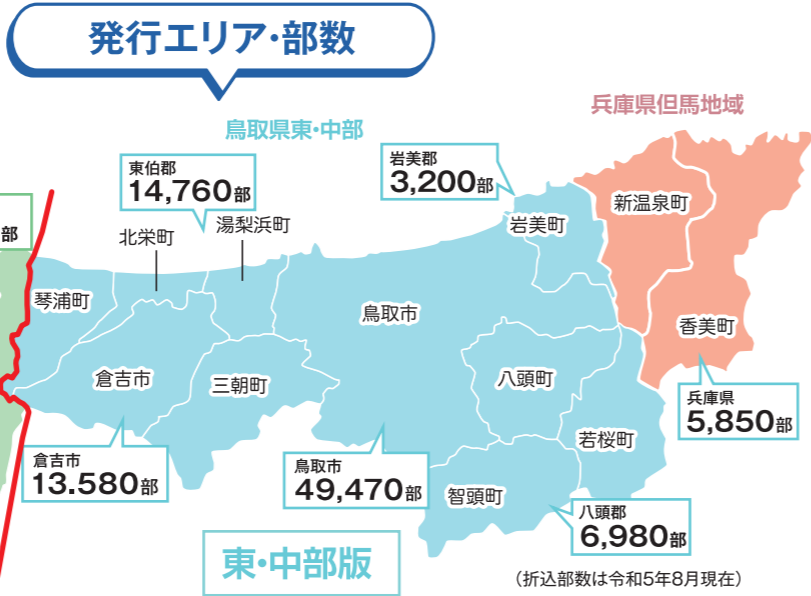 発行エリア・部数
兵庫県但馬地域
鳥取県東・中部
東伯郡
14,760部
岩美郡
3,200部
部
北栄町
湯梨浜町
岩美町
新温泉町
琴浦町
鳥取市
香美町
倉吉市
三朝町
八頭町
兵庫県
5,850部
若桜町
倉吉市
13.580部
鳥取市
49,470部
智頭町
八頭郡
6,980部
東・中部版
（折込部数は令和5年8月現在）